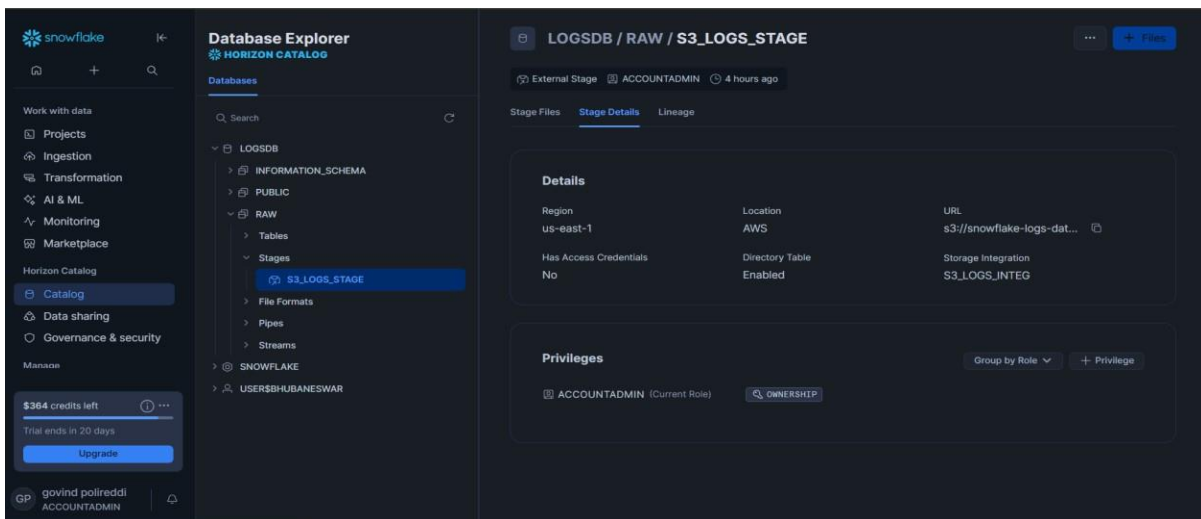 snowflake
Work with data
Projects
Ingestion
Transformation
AI & ML
Monitoring
Marketplace
Horizon Catalog
Catalog
Data sharing
Governance & security
Manage
$364 credits left
Trial ends in 20 days
Upgrade
GP
govind polireddi
ACCOUNTADMIN
Database Explorer
HORIZON CATALOG
Databases
Search
LOGSDB
INFORMATION_SCHEMA
PUBLIC
RAW
Tables
Stages
S3_LOGS_STAGE
File Formats
Pipes
Streams
SNOWFLAKE
USER$BHUBANESWAR
LOGSDB / RAW / S3_LOGS_STAGE
... + Files
External Stage ACCOUNTADMIN 4 hours ago
Stage Files Stage Details Lineage
Details
Region Location URL
us-east-1 AWS s3://snowflake-logs-dat...
Has Access Credentials Directory Table Storage Integration
No Enabled S3_LOGS_INTEG
Privileges Group by Role + Privilege
ACCOUNTADMIN (Current Role) OWNERSHIP